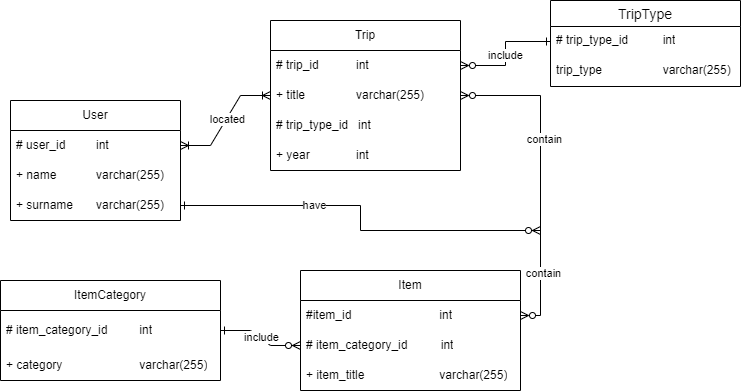 TripType
# trip_type_id int
trip_type varchar(255)
Trip
# trip_id int
+ title varchar(255)
# trip_type_id int
+ year int
include
located
contain
User
# user_id int
+ name varchar(255)
+ surname varchar(255)
have
contain
ItemCategory
# item_category_id int
+ category varchar(255)
include
Item
#item_id int
# item_category_id int
+ item_title varchar(255)